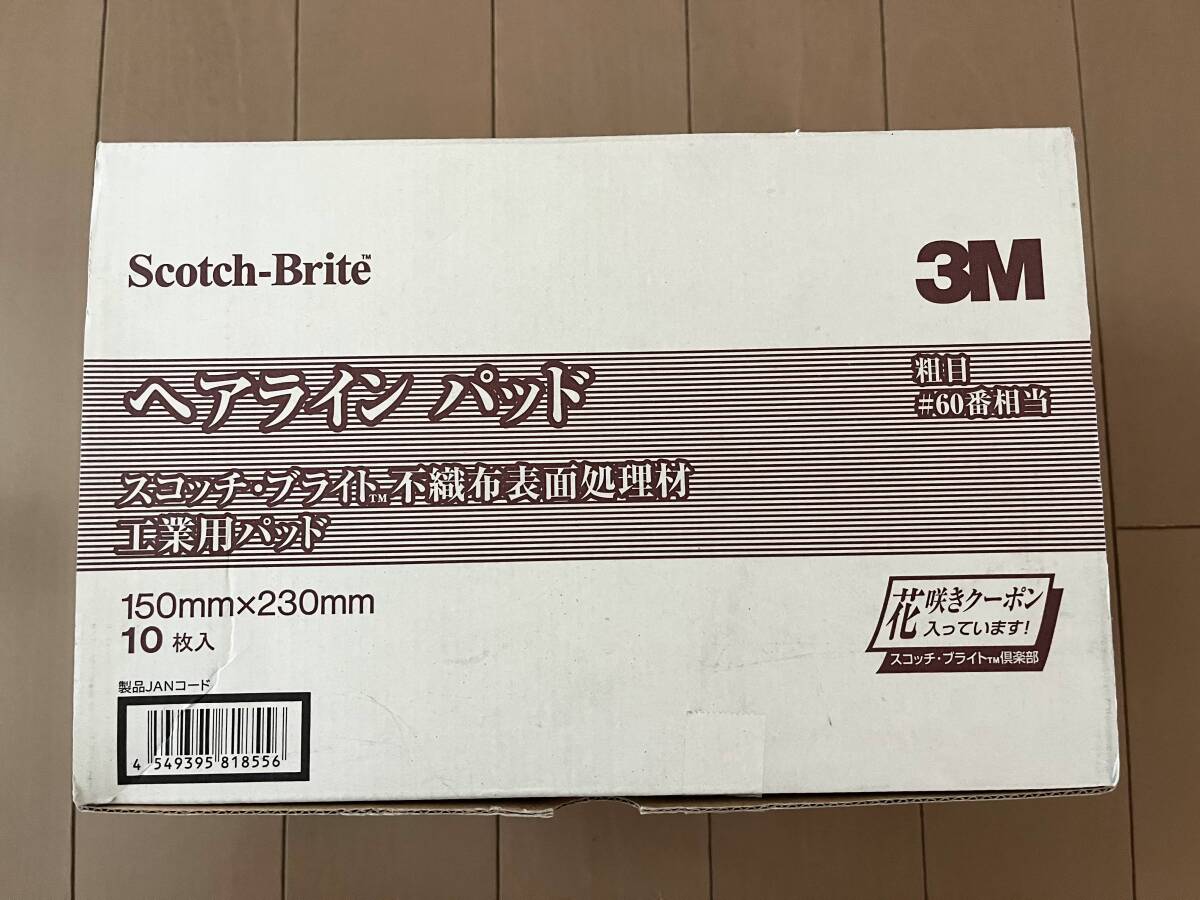 Scotch-Brite™
3M
ヘアライン パッド
粗目
#60番相当
スコッチ・ブライト™ 不織布表面処理材
工業用パッド
150mm×230mm
10 枚入
花咲きクーポン
入っています!
スコッチ・ブライト™倶楽部
製品JANコード
4 549395 818556